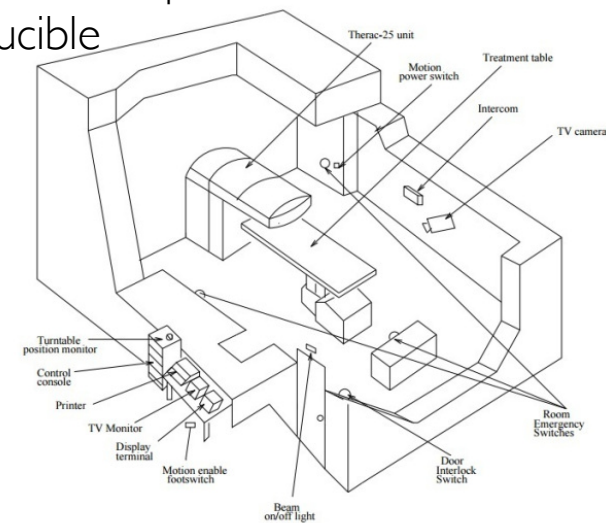 ucible
Therac-25 unit
Treatment table
Motion
power switch
Intercom
TV camera
Turntable
position monitor
Control
console
Printer
TV Monitor
Display
terminal
Motion enable
footswitch
Beam
on/off light
Door
Interlock
Switch
Room
Emergency
Switches